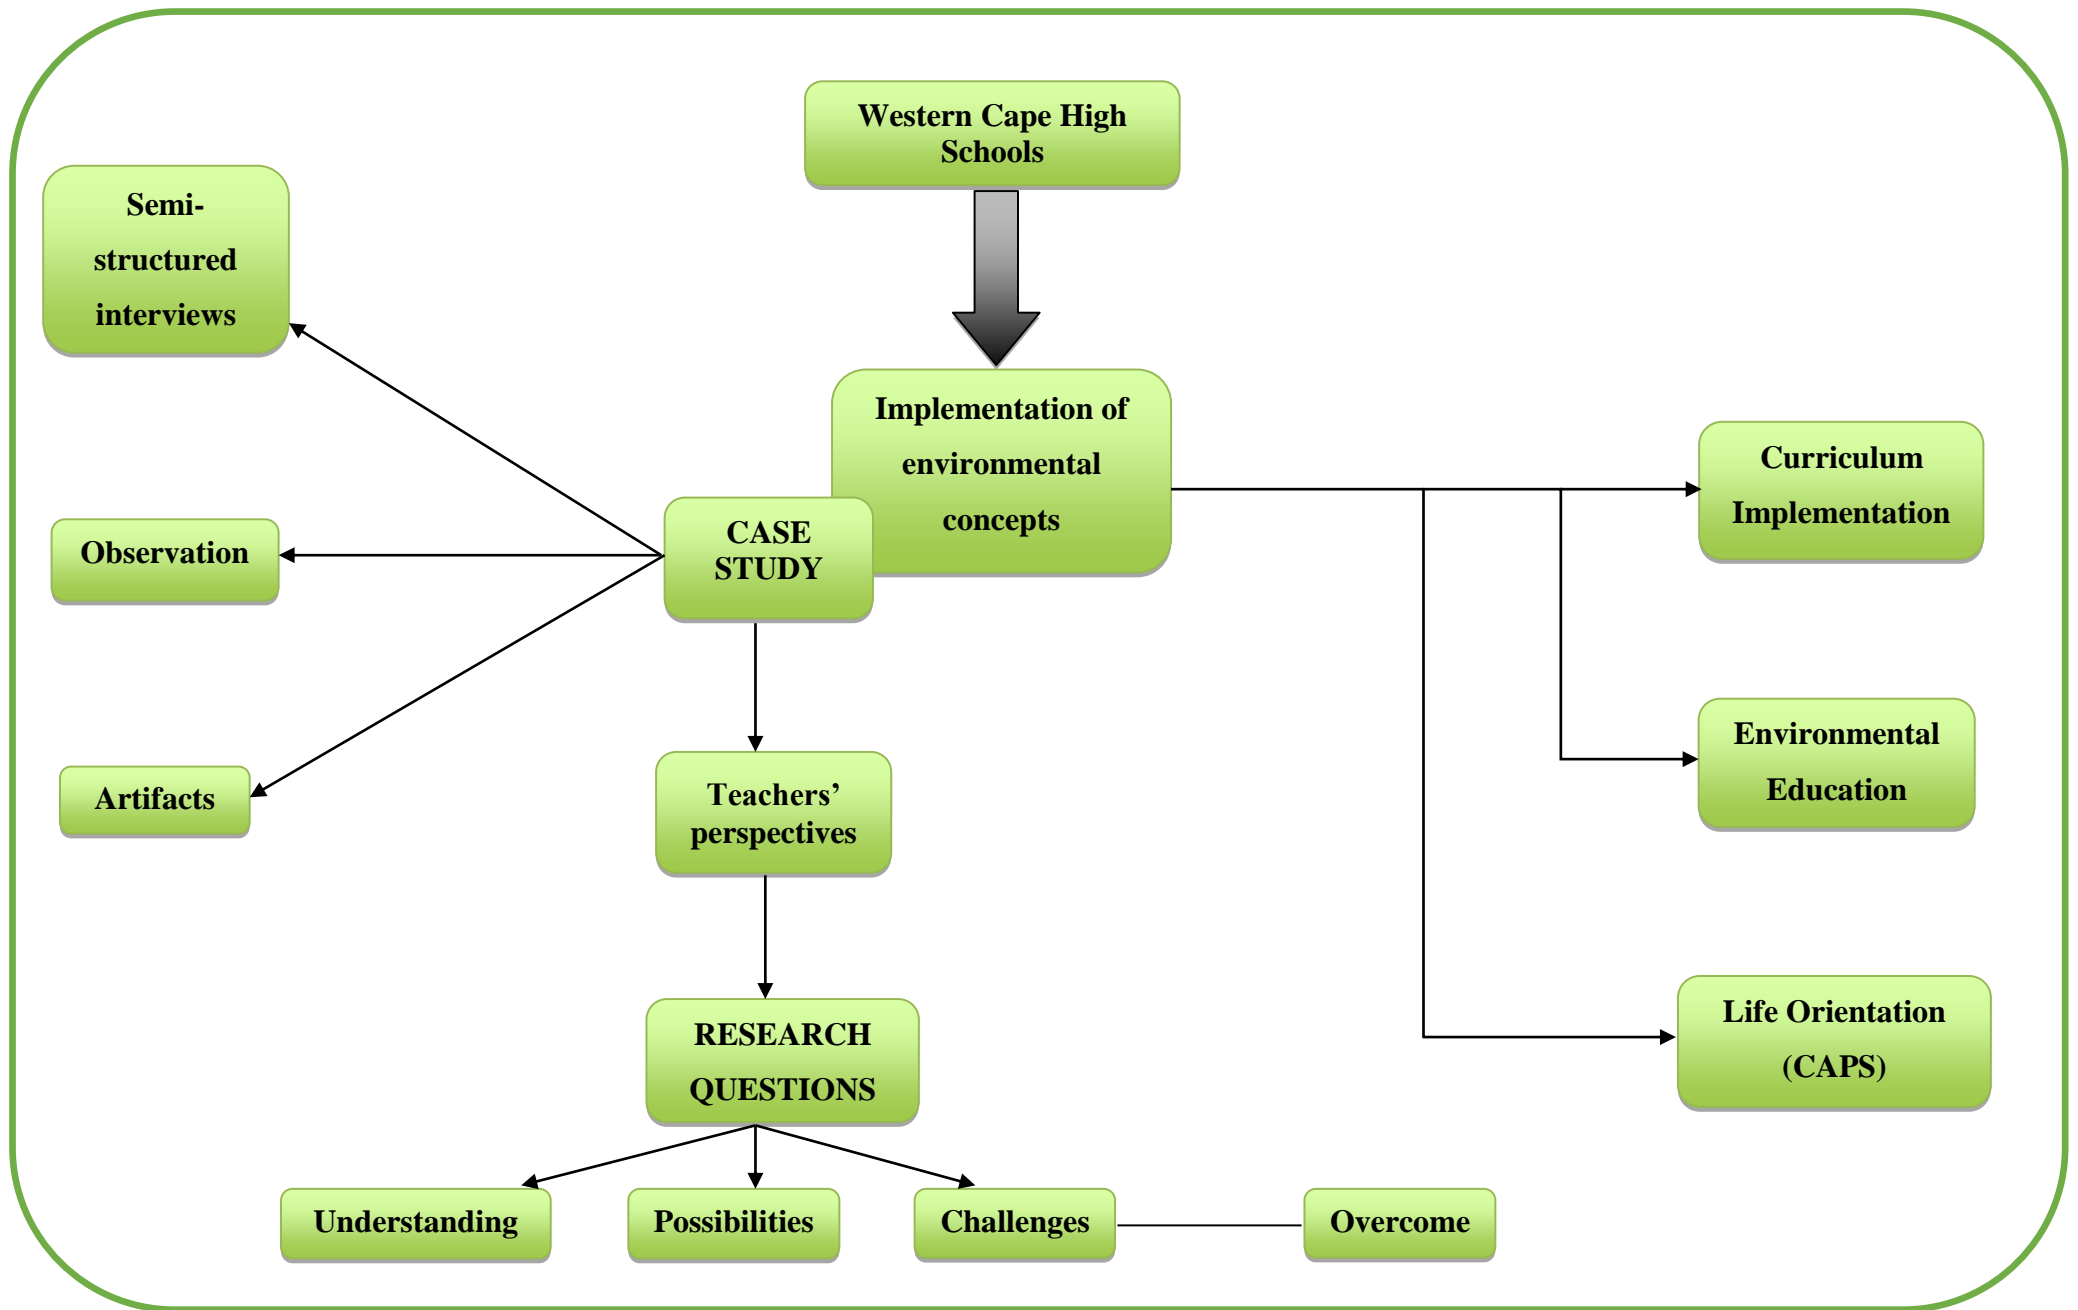 Western Cape High
Schools
Semi-
structured
interviews
Implementation of
environmental
concepts
CASE
STUDY
Curriculum
Implementation
Observation
Environmental
Education
Artifacts
Teachers’
perspectives
Life Orientation
(CAPS)
RESEARCH
QUESTIONS
Understanding
Possibilities
Challenges
Overcome